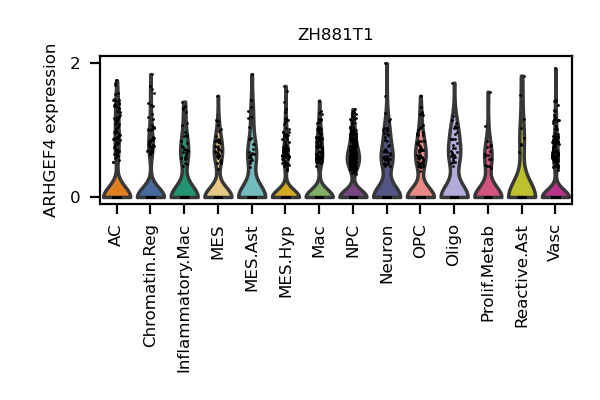 ZH881T1
ARHGEF4 expression
2
0
AC
Chromatin.Reg
Inflammatory.Mac
MES
MES.Ast
MES.Hyp
Mac
NPC
Neuron
OPC
Oligo
Prolif.Metab
Reactive.Ast
Vasc